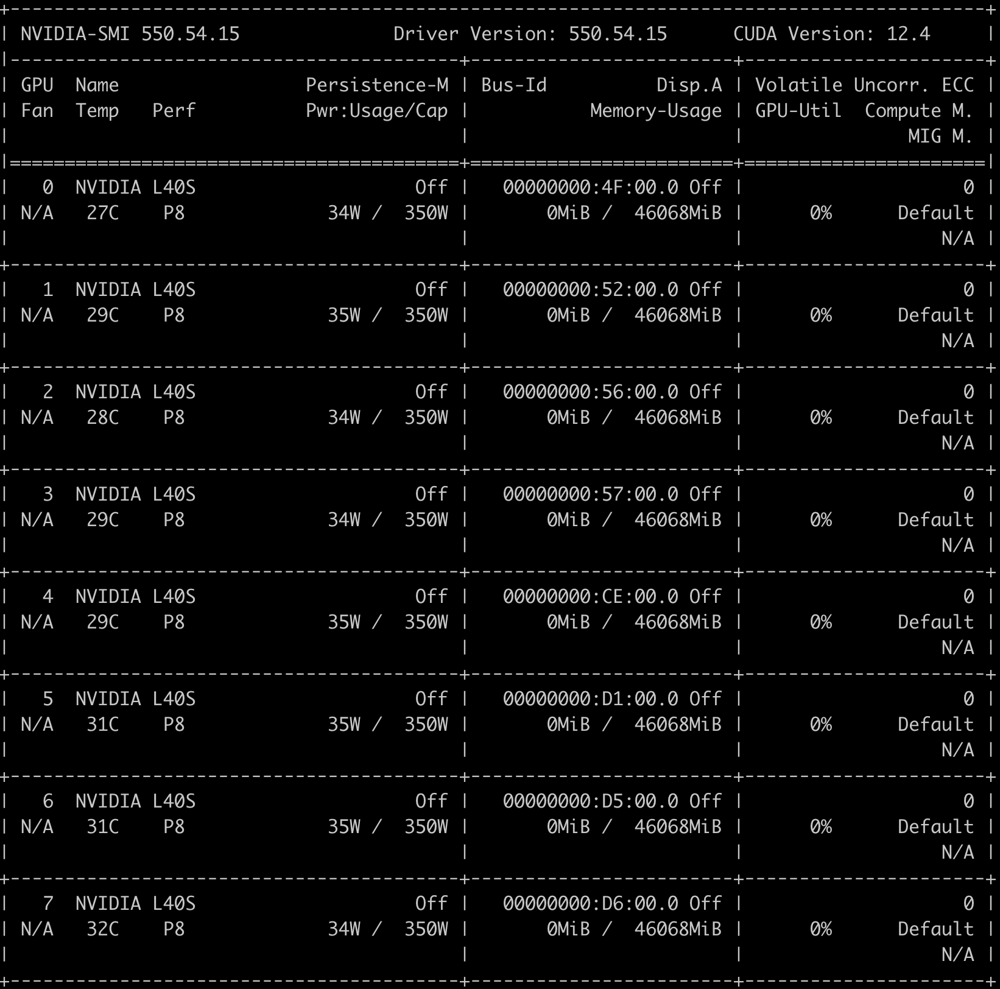 +-----------------------------------------------------------------------------------------+
| NVIDIA-SMI 550.54.15              Driver Version: 550.54.15      CUDA Version: 12.4     |
|-----------------------------------------+------------------------+----------------------+
| GPU  Name                 Persistence-M | Bus-Id          Disp.A | Volatile Uncorr. ECC |
| Fan  Temp   Perf          Pwr:Usage/Cap |           Memory-Usage | GPU-Util  Compute M. |
|                                         |                        |               MIG M. |
|=========================================+========================+======================|
|   0  NVIDIA L40S                    Off |   00000000:4F:00.0 Off |                    0 |
| N/A   27C    P8             34W /  350W |       0MiB /  46068MiB |      0%      Default |
|                                         |                        |                  N/A |
+-----------------------------------------+------------------------+----------------------+
|   1  NVIDIA L40S                    Off |   00000000:52:00.0 Off |                    0 |
| N/A   29C    P8             35W /  350W |       0MiB /  46068MiB |      0%      Default |
|                                         |                        |                  N/A |
+-----------------------------------------+------------------------+----------------------+
|   2  NVIDIA L40S                    Off |   00000000:56:00.0 Off |                    0 |
| N/A   28C    P8             34W /  350W |       0MiB /  46068MiB |      0%      Default |
|                                         |                        |                  N/A |
+-----------------------------------------+------------------------+----------------------+
|   3  NVIDIA L40S                    Off |   00000000:57:00.0 Off |                    0 |
| N/A   29C    P8             34W /  350W |       0MiB /  46068MiB |      0%      Default |
|                                         |                        |                  N/A |
+-----------------------------------------+------------------------+----------------------+
|   4  NVIDIA L40S                    Off |   00000000:CE:00.0 Off |                    0 |
| N/A   29C    P8             35W /  350W |       0MiB /  46068MiB |      0%      Default |
|                                         |                        |                  N/A |
+-----------------------------------------+------------------------+----------------------+
|   5  NVIDIA L40S                    Off |   00000000:D1:00.0 Off |                    0 |
| N/A   31C    P8             35W /  350W |       0MiB /  46068MiB |      0%      Default |
|                                         |                        |                  N/A |
+-----------------------------------------+------------------------+----------------------+
|   6  NVIDIA L40S                    Off |   00000000:D5:00.0 Off |                    0 |
| N/A   31C    P8             35W /  350W |       0MiB /  46068MiB |      0%      Default |
|                                         |                        |                  N/A |
+-----------------------------------------+------------------------+----------------------+
|   7  NVIDIA L40S                    Off |   00000000:D6:00.0 Off |                    0 |
| N/A   32C    P8             34W /  350W |       0MiB /  46068MiB |      0%      Default |
|                                         |                        |                  N/A |
+-----------------------------------------+------------------------+----------------------+